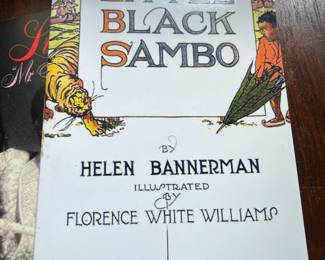 BLACK
SAMBO
BY
HELEN BANNERMAN
ILLUSTRATED
BY
FLORENCE WHITE WILLIAMS